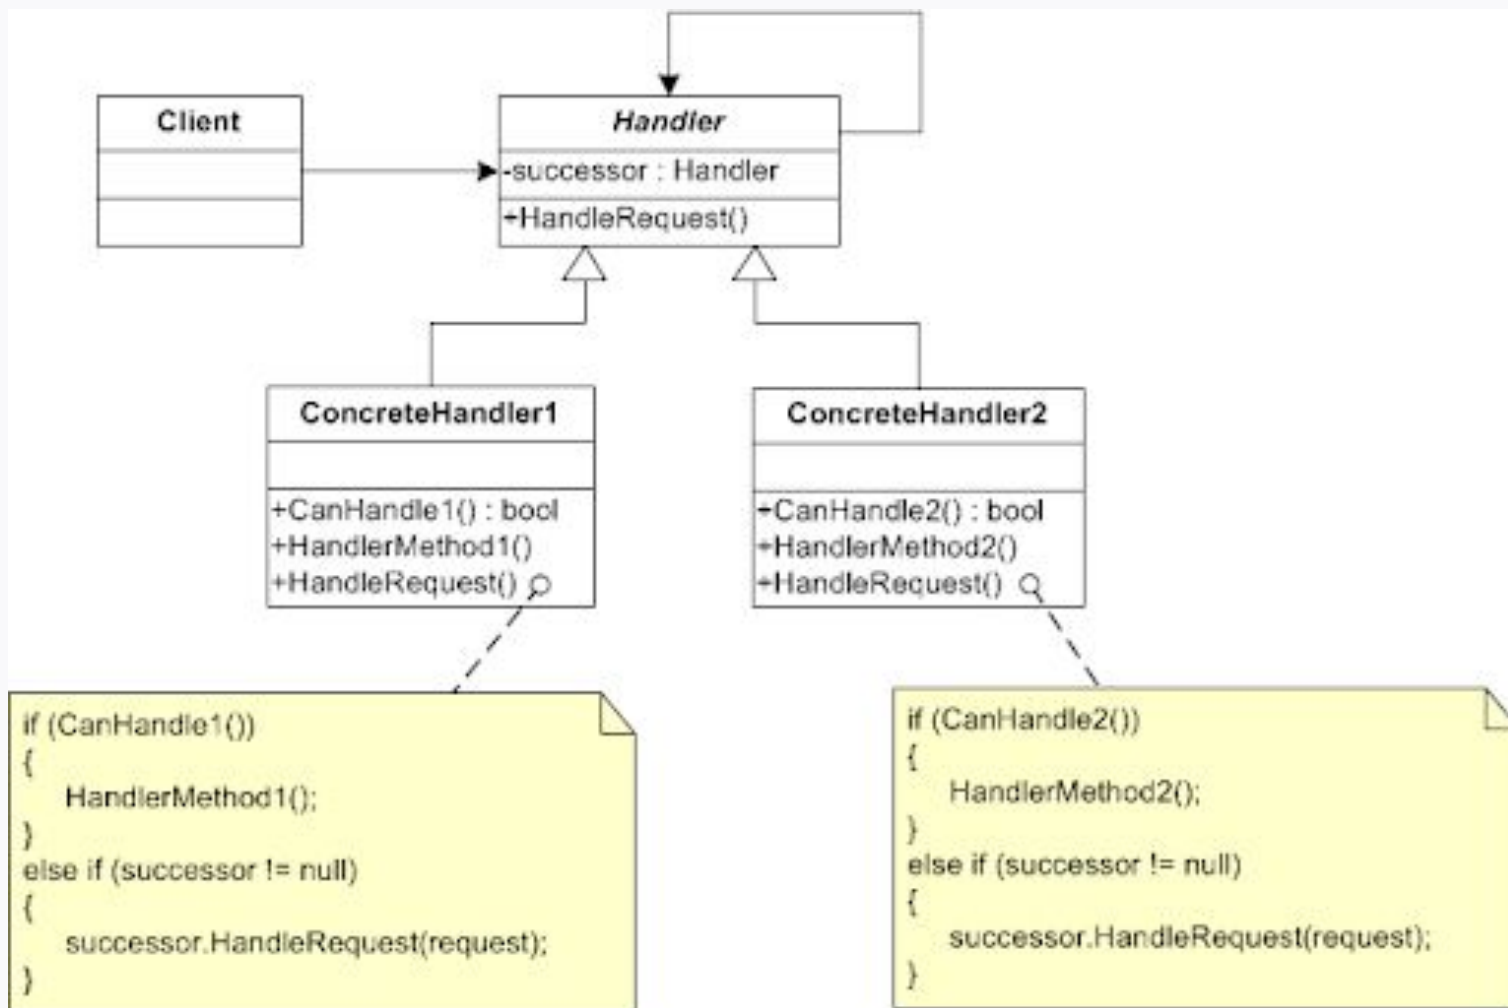 Client
Handler
-successor : Handler
+HandleRequest()
ConcreteHandler1
+CanHandle1() : bool
+HandlerMethod1()
+HandleRequest()
ConcreteHandler2
+CanHandle2() : bool
+HandlerMethod2()
+HandleRequest()
if (CanHandle1())
{
HandlerMethod1();
}
else if (successor != null)
{
successor.HandleRequest(request);
}
if (CanHandle2())
{
HandlerMethod2();
}
else if (successor != null)
{
successor.HandleRequest(request);
}